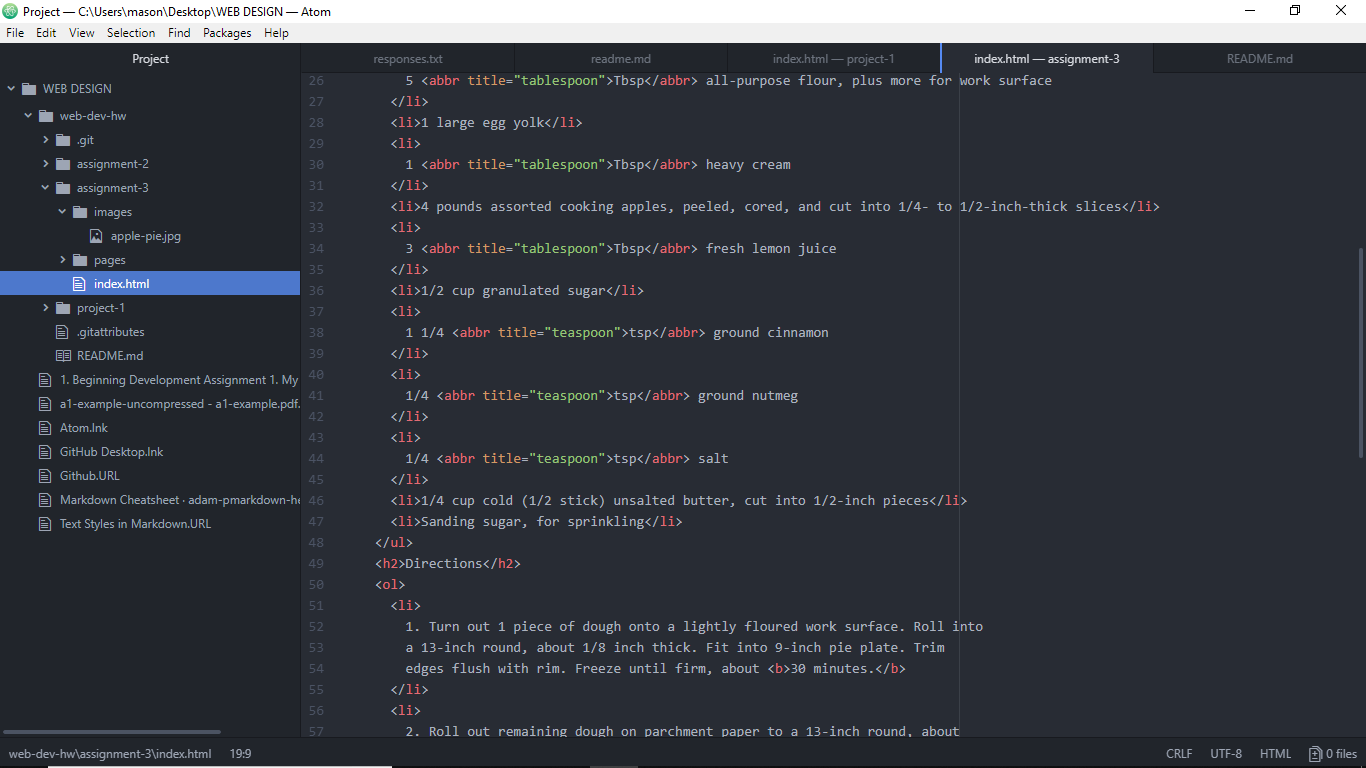 Project — C:\Users\mason\Desktop\WEB DESIGN — Atom
File Edit View Selection Find Packages Help
Project
WEB DESIGN
web-dev-hw
.git
assignment-2
assignment-3
images
apple-pie.jpg
pages
index.html
project-1
.gitattributes
README.md
1. Beginning Development Assignment 1. My
a1-example-uncompressed - a1-example.pdf.
Atom.lnk
GitHub Desktop.lnk
Github.URL
Markdown Cheatsheet · adam-pmarkdown-he
Text Styles in Markdown.URL
responses.txt readme.md index.html — project-1 index.html — assignment-3 README.md
26 5 <abbr title="tablespoon">Tbsp</abbr> all-purpose flour, plus more for work surface
27 </li>
28 <li>1 large egg yolk</li>
29 <li>
30 1 <abbr title="tablespoon">Tbsp</abbr> heavy cream
31 </li>
32 <li>4 pounds assorted cooking apples, peeled, cored, and cut into 1/4- to 1/2-inch-thick slices</li>
33 <li>
34 3 <abbr title="tablespoon">Tbsp</abbr> fresh lemon juice
35 </li>
36 <li>1/2 cup granulated sugar</li>
37 <li>
38 1 1/4 <abbr title="teaspoon">tsp</abbr> ground cinnamon
39 </li>
40 <li>
41 1/4 <abbr title="teaspoon">tsp</abbr> ground nutmeg
42 </li>
43 <li>
44 1/4 <abbr title="teaspoon">tsp</abbr> salt
45 </li>
46 <li>1/4 cup cold (1/2 stick) unsalted butter, cut into 1/2-inch pieces</li>
47 <li>Sanding sugar, for sprinkling</li>
48 </ul>
49 <h2>Directions</h2>
50 <ol>
51 <li>
52 1. Turn out 1 piece of dough onto a lightly floured work surface. Roll into
53 a 13-inch round, about 1/8 inch thick. Fit into 9-inch pie plate. Trim
54 edges flush with rim. Freeze until firm, about <b>30 minutes.</b>
55 </li>
56 <li>
57 2. Roll out remaining dough on parchment paper to a 13-inch round, about
web-dev-hw\assignment-3\index.html 19:9 CRLF UTF-8 HTML 0 files